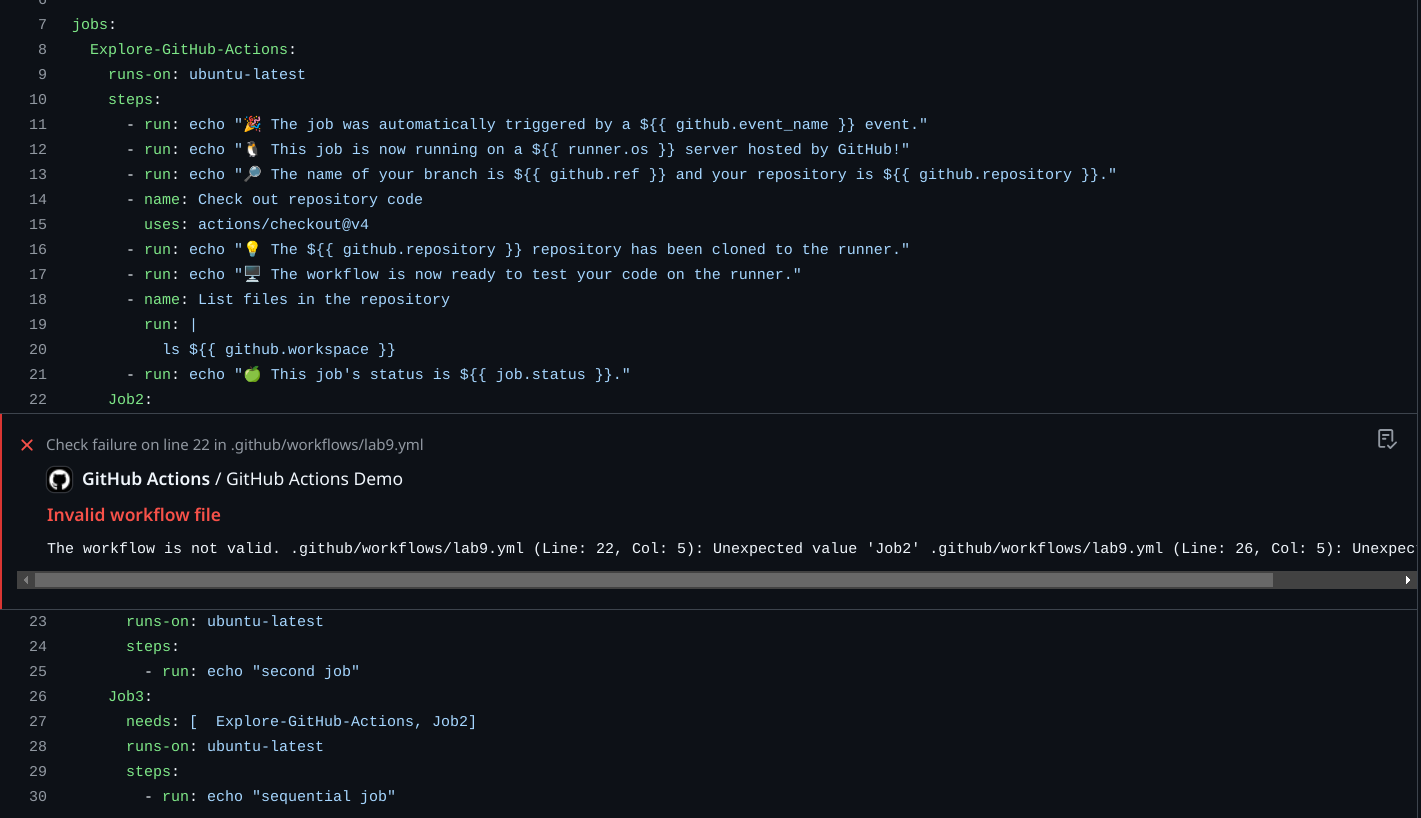 7 jobs:
8 Explore-GitHub-Actions:
9 runs-on: ubuntu-latest
10 steps:
11 - run: echo "🎉 The job was automatically triggered by a ${{ github.event_name }} event."
12 - run: echo "🐧 This job is now running on a ${{ runner.os }} server hosted by GitHub!"
13 - run: echo "🔎 The name of your branch is ${{ github.ref }} and your repository is ${{ github.repository }}."
14 - name: Check out repository code
15 uses: actions/checkout@v4
16 - run: echo "💡 The ${{ github.repository }} repository has been cloned to the runner."
17 - run: echo "🖥️ The workflow is now ready to test your code on the runner."
18 - name: List files in the repository
19 run: |
20 ls ${{ github.workspace }}
21 - run: echo "🍏 This job's status is ${{ job.status }}."
22 Job2:
Check failure on line 22 in .github/workflows/lab9.yml
GitHub Actions / GitHub Actions Demo
Invalid workflow file
The workflow is not valid. .github/workflows/lab9.yml (Line: 22, Col: 5): Unexpected value 'Job2' .github/workflows/lab9.yml (Line: 26, Col: 5): Unexpec
23 runs-on: ubuntu-latest
24 steps:
25 - run: echo "second job"
26 Job3:
27 needs: [  Explore-GitHub-Actions, Job2]
28 runs-on: ubuntu-latest
29 steps:
30 - run: echo "sequential job"